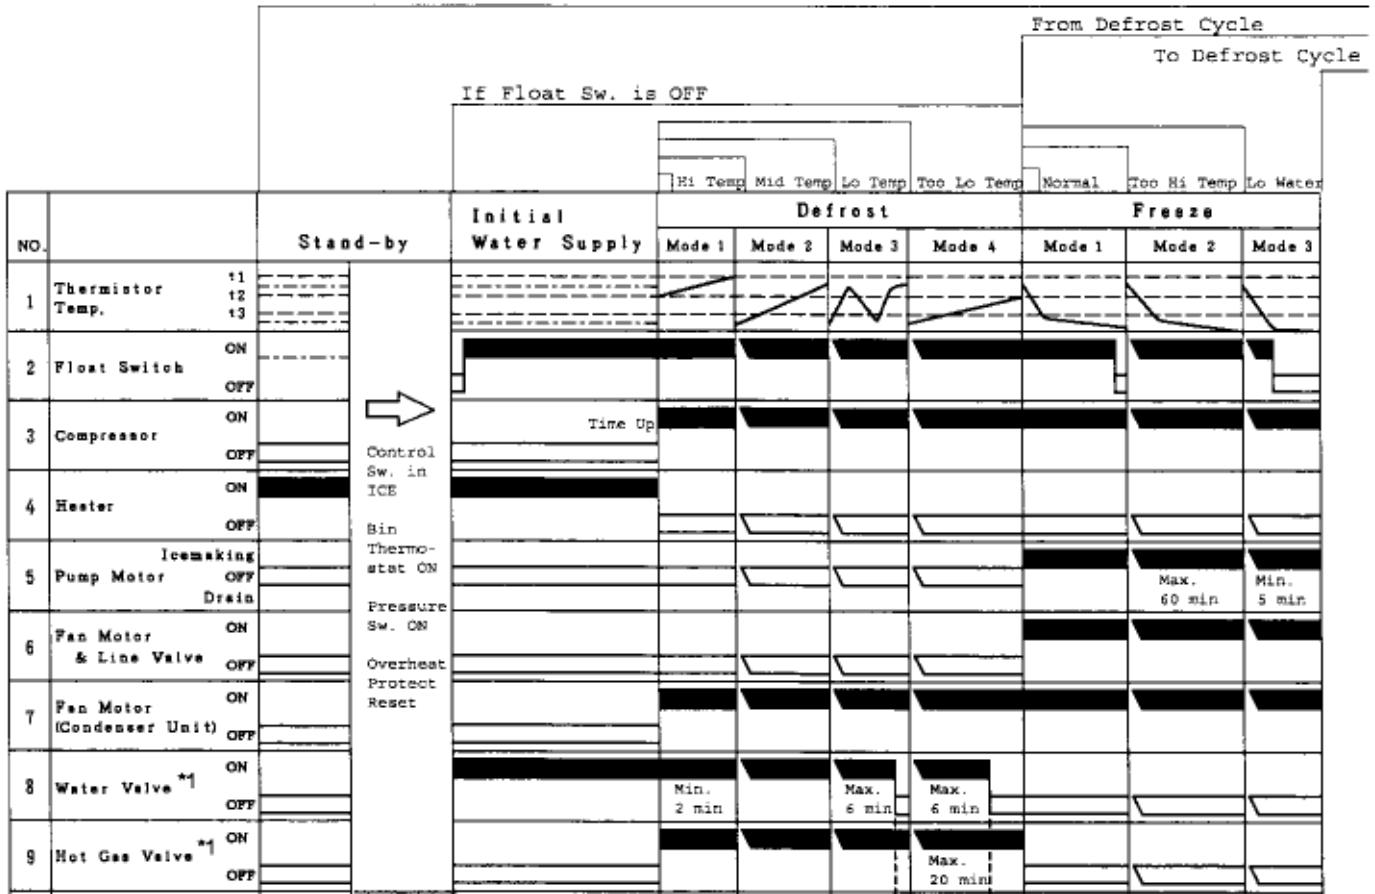 From Defrost Cycle
To Defrost Cycle
If Float Sw. is OFF
Hi Temp Mid Temp Lo Temp Too Lo Temp Normal Too Hi Temp Lo Water
NO. Stand-by Initial Water Supply Defrost Freeze
Mode 1 Mode 2 Mode 3 Mode 4 Mode 1 Mode 2 Mode 3
1 Thermistor Temp. t1 t2 t3
2 Float Switch ON OFF
3 Compressor ON OFF
Time Up
4 Heater ON OFF
5 Pump Motor Icemaking OFF Drain
Max. 60 min
Min. 5 min
6 Fan Motor & Line Valve ON OFF
7 Fan Motor (Condenser Unit) ON OFF
8 Water Valve *1 ON OFF
Min. 2 min
Max. 6 min
Max. 6 min
9 Hot Gas Valve *1 ON OFF
Max. 20 min
Control
Sw. in
ICE
Bin
Thermo-
stat ON
Pressure
Sw. ON
Overheat
Protect
Reset